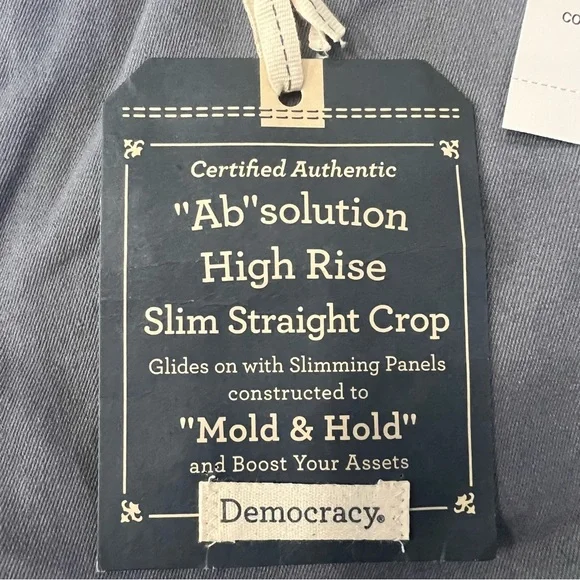 CO
Certified Authentic
"Ab"solution
High Rise
Slim Straight Crop
Glides on with Slimming Panels
constructed to
"Mold & Hold"
and Boost Your Assets
Democracy®